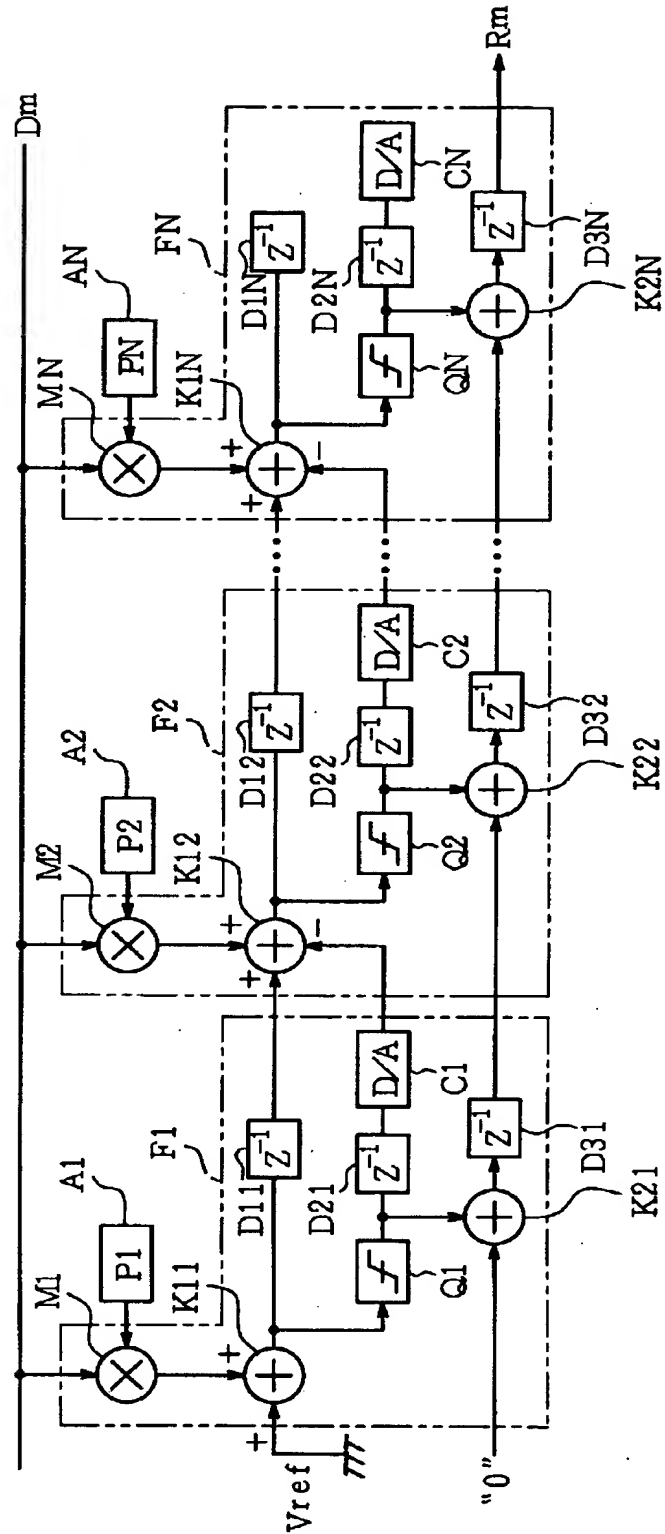 Dm
A1
M1
P1
F1
K11
D11
Z⁻¹
+
+
+
Vref
D21
Z⁻¹
D/A
C1
Q1
"0"
+
Z⁻¹
D31
K21
A2
M2
P2
F2
K12
D12
Z⁻¹
+
+
+
-
D22
Z⁻¹
D/A
C2
Q2
+
Z⁻¹
D32
K22
AN
MN
PN
FN
K1N
D1N
Z⁻¹
+
+
+
-
D2N
Z⁻¹
D/A
CN
QN
+
Z⁻¹
D3N
K2N
Rm